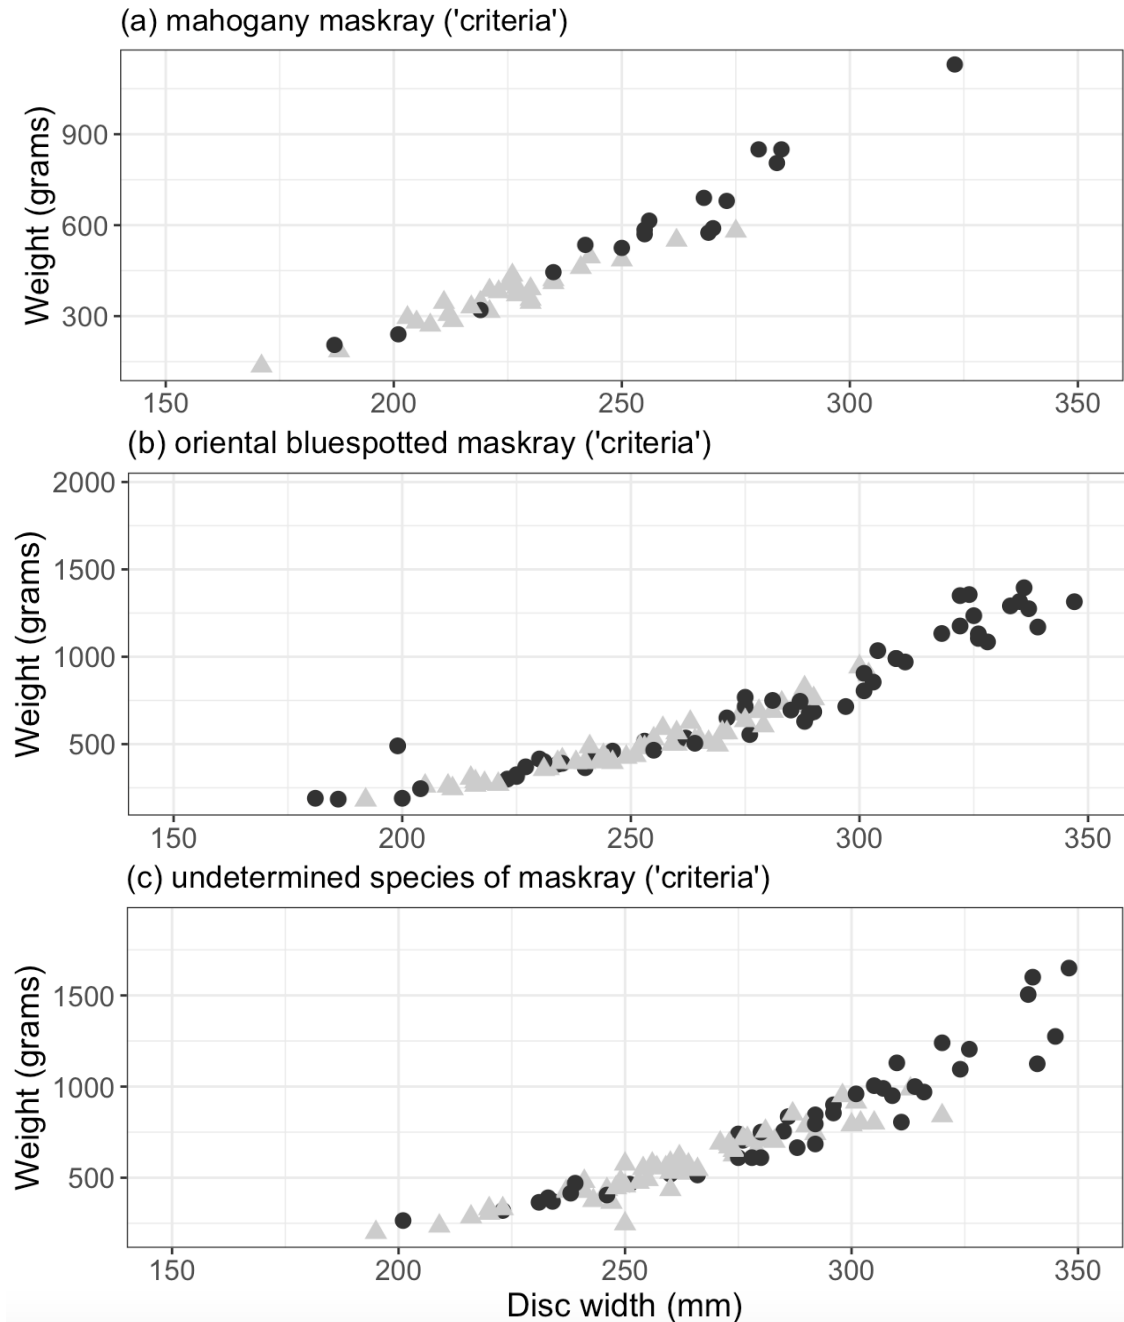 (a) mahogany maskray ('criteria')
Weight (grams)
900
600
300
150 200 250 300 350
(b) oriental bluespotted maskray ('criteria')
Weight (grams)
2000
1500
1000
500
150 200 250 300 350
(c) undetermined species of maskray ('criteria')
Weight (grams)
1500
1000
500
150 200 250 300 350
Disc width (mm)